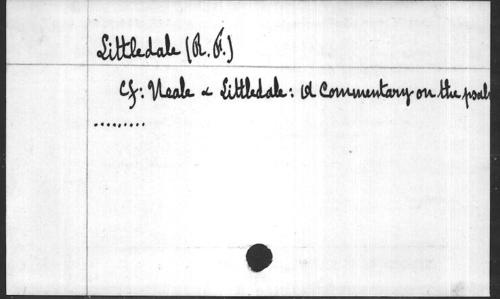 Littledale (R. F.)
Cf: Neale & Littledale: A Commentary on the psal
.........